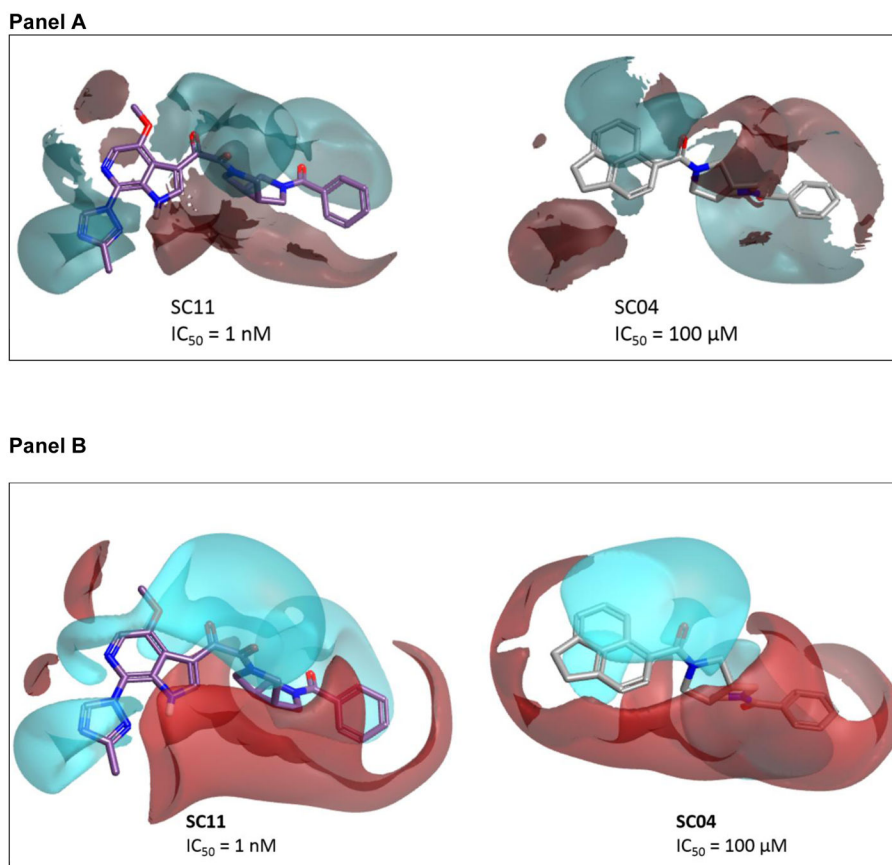 Panel A
SC11
IC₅₀ = 1 nM
SC04
IC₅₀ = 100 µM
Panel B
SC11
IC₅₀ = 1 nM
SC04
IC₅₀ = 100 µM